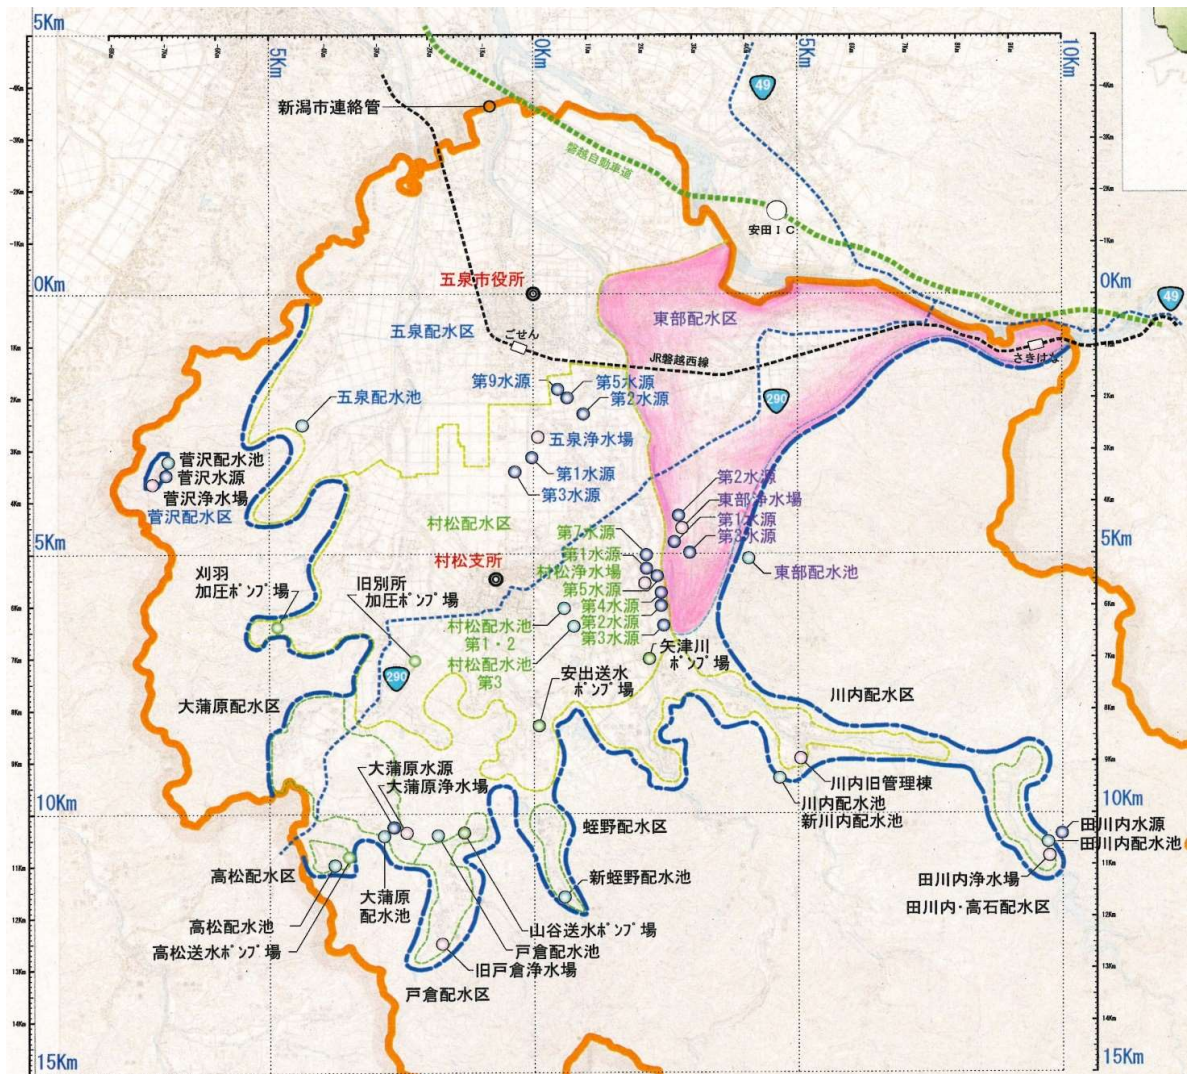 5Km
5Km
0Km
5Km
10Km
49
新潟市連絡管
磐越自動車道
安田IC
0Km
0Km
五泉市役所
49
東部配水区
五泉配水区
ごせん
JR磐越西線
さきはな
第9水源
第5水源
第2水源
290
五泉配水池
五泉浄水場
菅沢配水池
菅沢水源
菅沢浄水場
菅沢配水区
第1水源
第3水源
第2水源
東部浄水場
第1水源
第3水源
村松配水区
第7水源
5Km
5Km
第1水源
村松浄水場
東部配水池
村松支所
刈羽
加圧ポンプ場
旧別所
加圧ポンプ場
第5水源
第4水源
第2水源
第3水源
村松配水池
第1・2
村松配水池
第3
矢津川
ポンプ場
290
安出送水
ポンプ場
大蒲原配水区
川内配水区
大蒲原水源
大蒲原浄水場
川内旧管理棟
10Km
10Km
川内配水池
新川内配水池
蛭野配水区
田川内水源
田川内配水池
高松配水区
大蒲原
配水池
新蛭野配水池
田川内浄水場
田川内・高石配水区
高松配水池
高松送水ポンプ場
山谷送水ポンプ場
戸倉配水池
旧戸倉浄水場
戸倉配水区
15Km
15Km